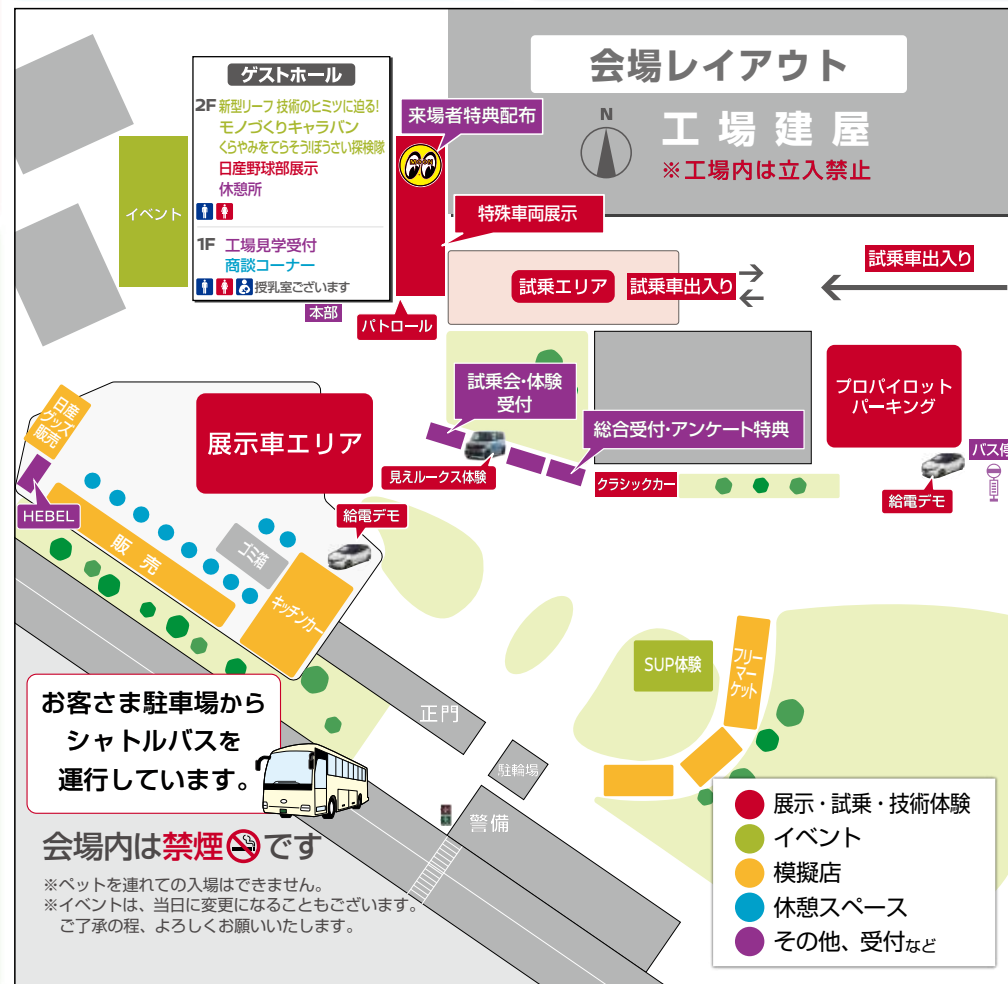 会場レイアウト
N
工場建屋
※工場内は立入禁止
ゲストホール
2F 新型リーフ 技術のヒミツに迫る!
モノづくりキャラバン
くらやみをてらそう!ぼうさい探検隊
日産野球部展示
休憩所
1F 工場見学受付
商談コーナー
授乳室ございます
イベント
来場者特典配布
MOON
特殊車両展示
本部
パトロール
試乗エリア
試乗車出入り
試乗車出入り
試乗会・体験
受付
総合受付・アンケート特典
見えルークス体験
クラシックカー
プロパイロット
パーキング
給電デモ
バス停
日産
グッズ
販売
HEBEL
展示車エリア
給電デモ
販売
ゴミ箱
キッチンカー
SUP体験
フリー
マー
ケット
正門
駐輪場
警備
お客さま駐車場から
シャトルバスを
運行しています。
会場内は禁煙です
※ペットを連れての入場はできません。
※イベントは、当日に変更になることもございます。
ご了承の程、よろしくお願いいたします。
展示・試乗・技術体験
イベント
模擬店
休憩スペース
その他、受付など